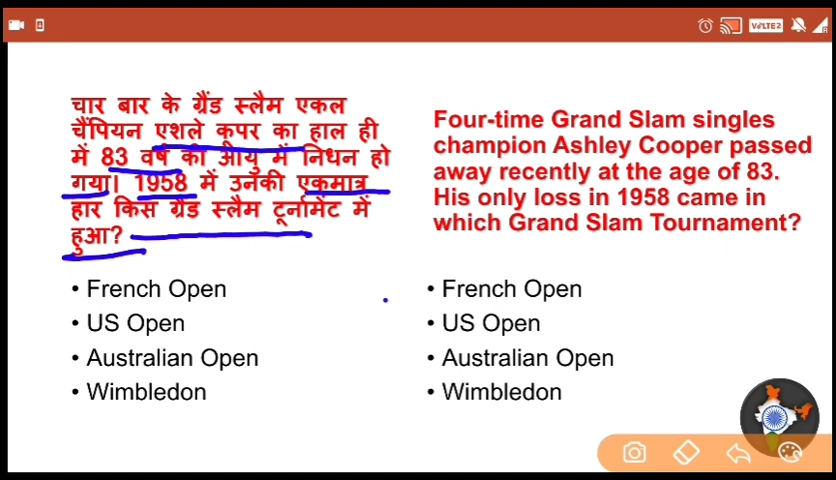 VoLTE2
चार बार के ग्रैंड स्लैम एकल
चैंपियन एशले कूपर का हाल ही
में 83 वर्ष की आयु में निधन हो
गया। 1958 में उनकी एकमात्र
हार किस ग्रैंड स्लैम टूर्नामेंट में
हुआ?
• French Open
• US Open
• Australian Open
• Wimbledon
Four-time Grand Slam singles
champion Ashley Cooper passed
away recently at the age of 83.
His only loss in 1958 came in
which Grand Slam Tournament?
• French Open
• US Open
• Australian Open
• Wimbledon